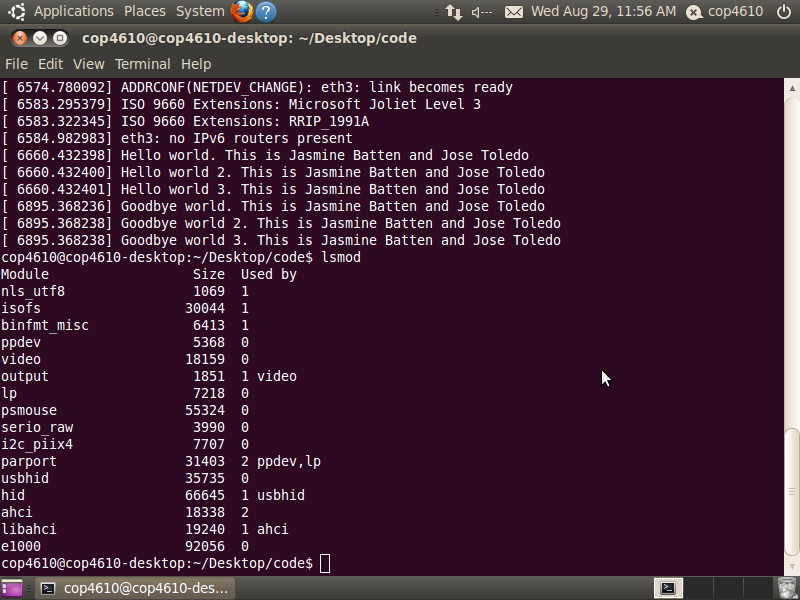 Applications Places System ? Wed Aug 29, 11:56 AM cop4610
cop4610@cop4610-desktop: ~/Desktop/code
File Edit View Terminal Help
[ 6574.780092] ADDRCONF(NETDEV_CHANGE): eth3: link becomes ready
[ 6583.295379] ISO 9660 Extensions: Microsoft Joliet Level 3
[ 6583.322345] ISO 9660 Extensions: RRIP_1991A
[ 6584.982983] eth3: no IPv6 routers present
[ 6660.432398] Hello world. This is Jasmine Batten and Jose Toledo
[ 6660.432400] Hello world 2. This is Jasmine Batten and Jose Toledo
[ 6660.432401] Hello world 3. This is Jasmine Batten and Jose Toledo
[ 6895.368236] Goodbye world. This is Jasmine Batten and Jose Toledo
[ 6895.368238] Goodbye world 2. This is Jasmine Batten and Jose Toledo
[ 6895.368238] Goodbye world 3. This is Jasmine Batten and Jose Toledo
cop4610@cop4610-desktop:~/Desktop/code$ lsmod
Module                  Size  Used by
nls_utf8                1069  1
isofs                  30044  1
binfmt_misc             6413  1
ppdev                   5368  0
video                  18159  0
output                  1851  1 video
lp                      7218  0
psmouse                55324  0
serio_raw               3990  0
i2c_piix4               7707  0
parport                31403  2 ppdev,lp
usbhid                 35735  0
hid                    66645  1 usbhid
ahci                   18338  2
libahci                19240  1 ahci
e1000                  92056  0
cop4610@cop4610-desktop:~/Desktop/code$
cop4610@cop4610-des...